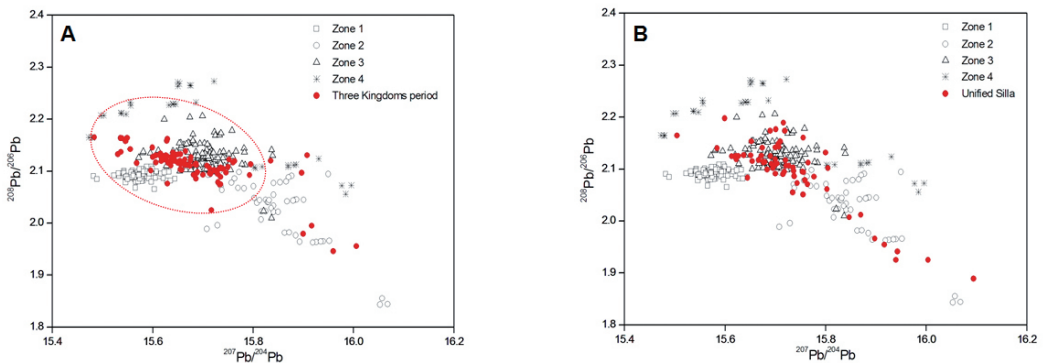 A
Zone 1
Zone 2
Zone 3
Zone 4
Three Kingdoms period
2.4
2.3
2.2
2.1
2.0
1.9
1.8
²⁰⁸Pb/²⁰⁶Pb
15.4
15.6
15.8
16.0
16.2
²⁰⁷Pb/²⁰⁴Pb
B
Zone 1
Zone 2
Zone 3
Zone 4
Unified Silla
2.4
2.3
2.2
2.1
2.0
1.9
1.8
²⁰⁸Pb/²⁰⁶Pb
15.4
15.6
15.8
16.0
16.2
²⁰⁷Pb/²⁰⁴Pb